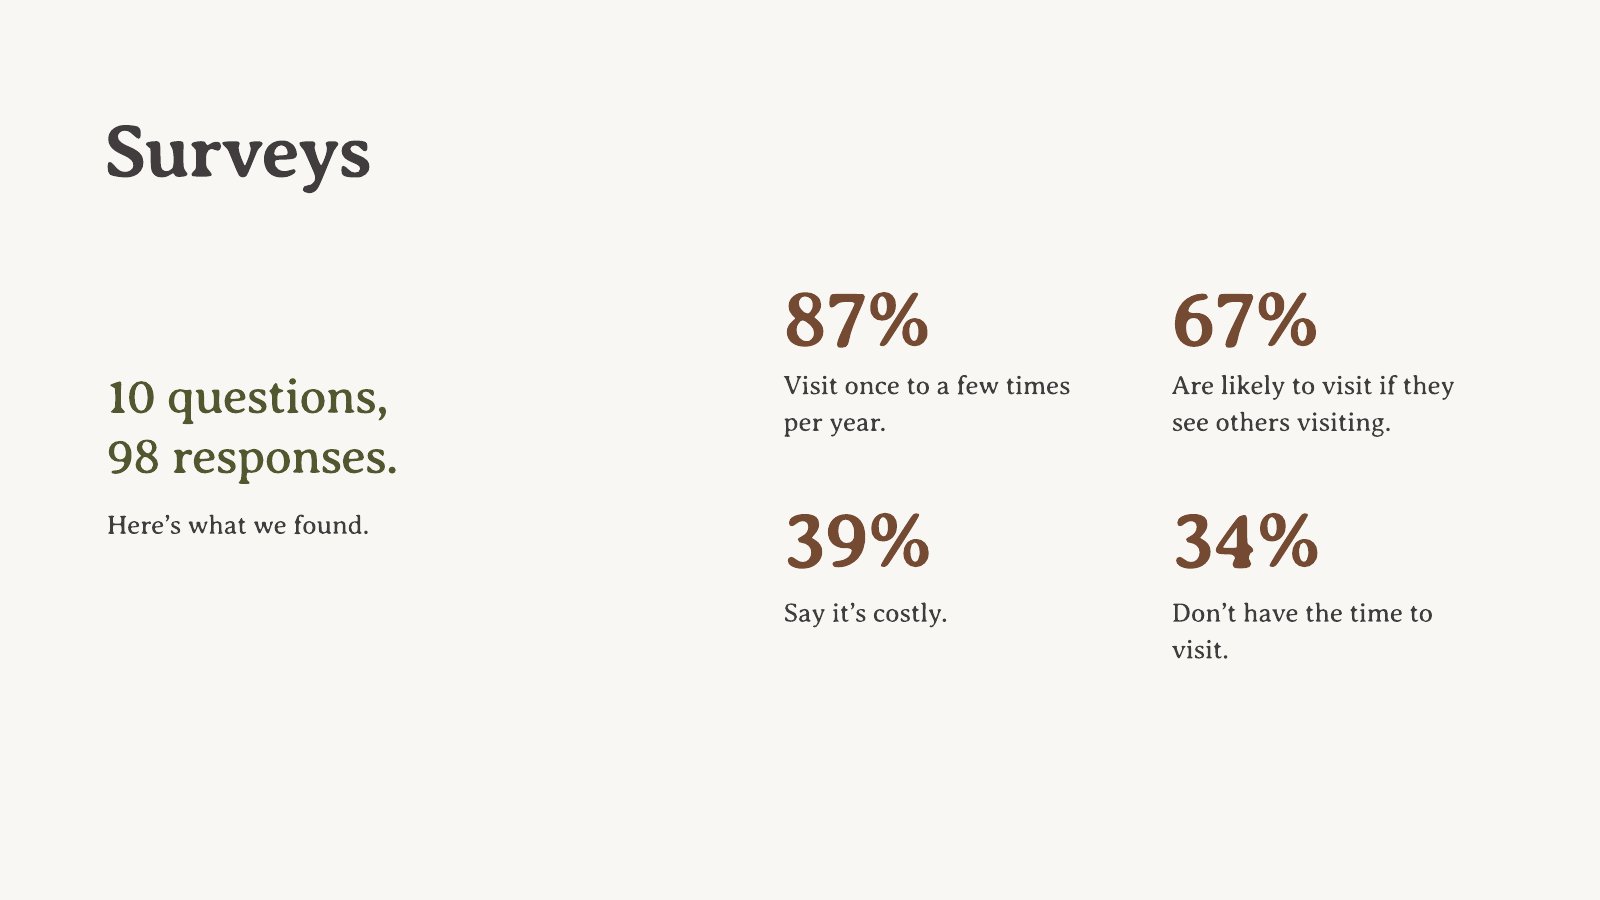 Surveys
10 questions,
98 responses.
Here’s what we found.
87%
Visit once to a few times
per year.
67%
Are likely to visit if they
see others visiting.
39%
Say it’s costly.
34%
Don’t have the time to
visit.